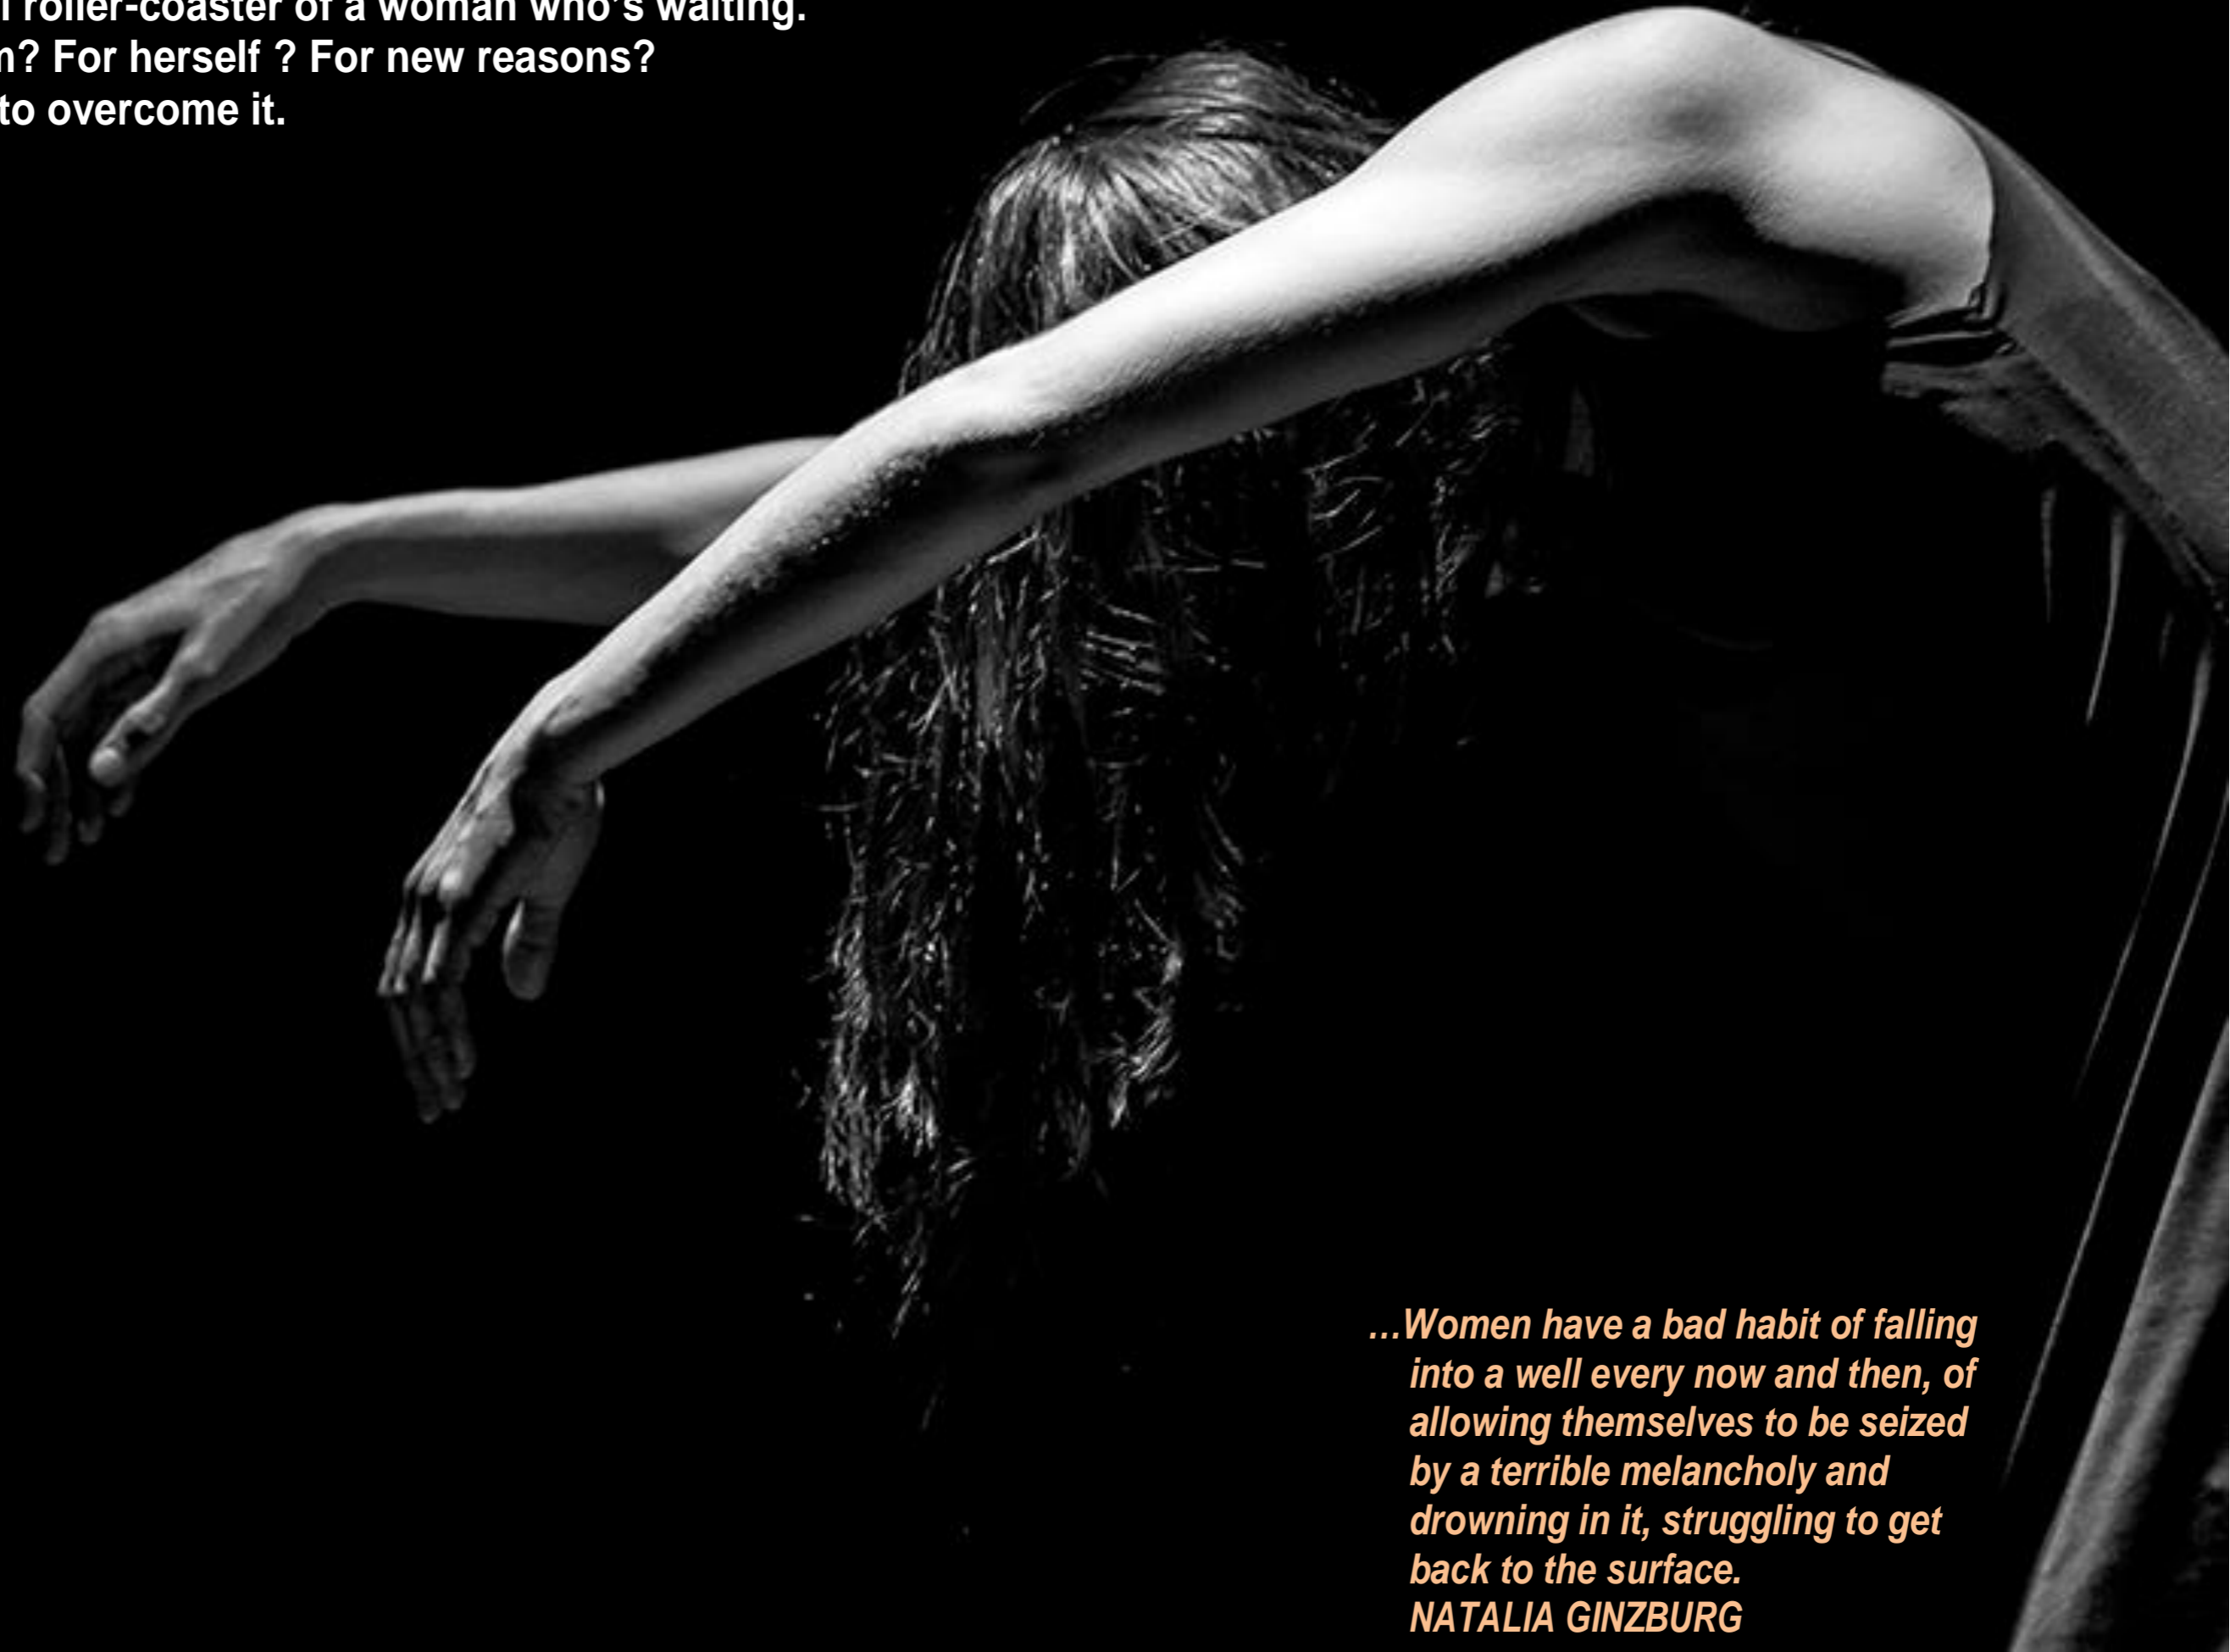 roller-coaster of a woman who's waiting.
? For herself ? For new reasons?
to overcome it.
...Women have a bad habit of falling
into a well every now and then, of
allowing themselves to be seized
by a terrible melancholy and
drowning in it, struggling to get
back to the surface.
NATALIA GINZBURG